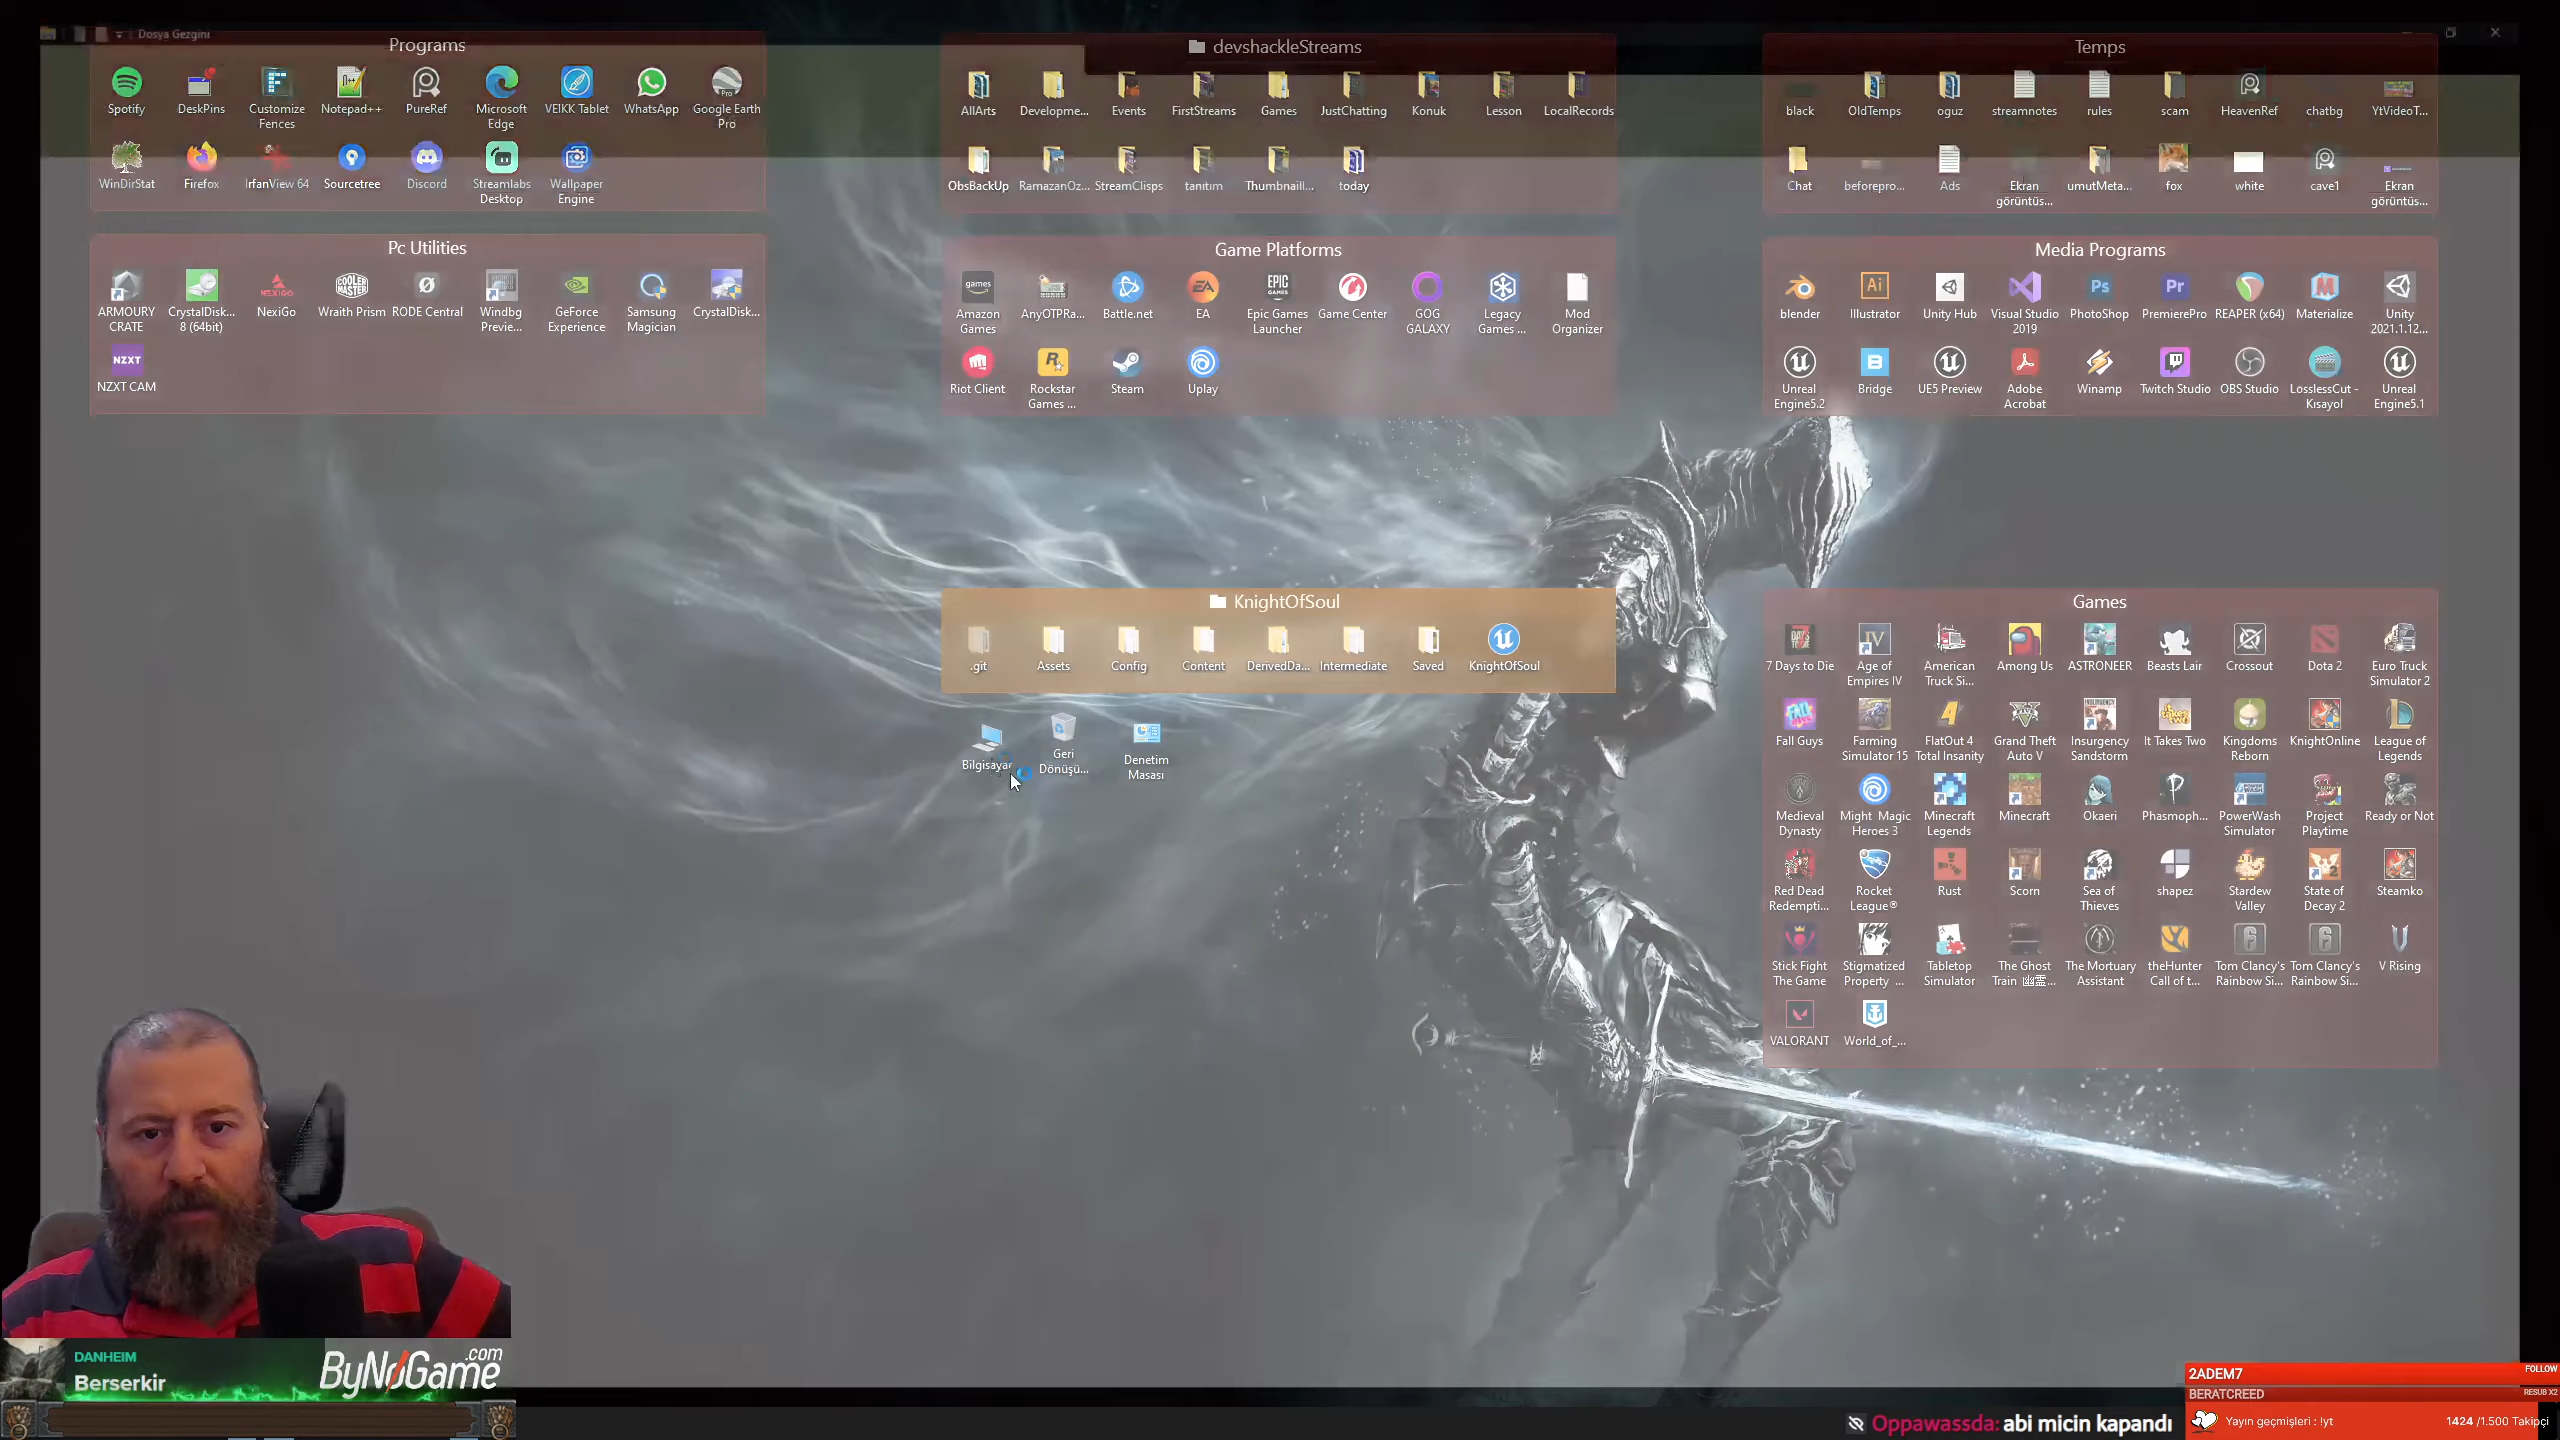 Dosya Gezgini
Programs
Spotify
DeskPins
Customize Fences
Notepad++
PureRef
Microsoft Edge
VEIKK Tablet
WhatsApp
Google Earth Pro
WinDirStat
Firefox
IrfanView 64
Sourcetree
Discord
Streamlabs Desktop
Wallpaper Engine
devshackleStreams
AllArts
Developme...
Events
FirstStreams
Games
JustChatting
Konuk
Lesson
LocalRecords
ObsBackUp
RamazanOz...
StreamClisps
tanıtım
Thumbnaill...
today
Temps
black
OldTemps
oguz
streamnotes
rules
scam
HeavenRef
chatbg
YtVideoT...
Chat
beforepro...
Ads
Ekran görüntüs...
umutMeta...
fox
white
cave1
Ekran görüntüs...
Pc Utilities
ARMOURY CRATE
CrystalDisk... 8 (64bit)
NexiGo
Wraith Prism
RODE Central
Windbg Previe...
GeForce Experience
Samsung Magician
CrystalDisk...
NZXT
NZXT CAM
Game Platforms
Amazon Games
AnyOTPRa...
Battle.net
EA
Epic Games Launcher
Game Center
GOG GALAXY
Legacy Games ...
Mod Organizer
Riot Client
Rockstar Games ...
Steam
Uplay
Media Programs
blender
Illustrator
Unity Hub
Visual Studio 2019
PhotoShop
PremierePro
REAPER (x64)
Materialize
Unity 2021.1.12...
Unreal Engine5.2
Bridge
UE5 Preview
Adobe Acrobat
Winamp
Twitch Studio
OBS Studio
LosslessCut - Kısayol
Unreal Engine5.1
KnightOfSoul
.git
Assets
Config
Content
DerivedDa...
Intermediate
Saved
KnightOfSoul
Bilgisayar
Geri Dönüşü...
Denetim Masası
Games
7 Days to Die
Age of Empires IV
American Truck Si...
Among Us
ASTRONEER
Beasts Lair
Crossout
Dota 2
Euro Truck Simulator 2
Fall Guys
Farming Simulator 15
FlatOut 4 Total Insanity
Grand Theft Auto V
Insurgency Sandstorm
It Takes Two
Kingdoms Reborn
KnightOnline
League of Legends
Medieval Dynasty
Might Magic Heroes 3
Minecraft Legends
Minecraft
Okaeri
Phasmoph...
PowerWash Simulator
Project Playtime
Ready or Not
Red Dead Redempti...
Rocket League®
Rust
Scorn
Sea of Thieves
shapez
Stardew Valley
State of Decay 2
Steamko
Stick Fight The Game
Stigmatized Property ...
Tabletop Simulator
The Ghost Train 幽霊...
The Mortuary Assistant
theHunter Call of t...
Tom Clancy's Rainbow Si...
Tom Clancy's Rainbow Si...
V Rising
VALORANT
World_of_...
DANHEIM
Berserkir
ByNoGame.com
Oppawassda: abi micin kapandı
2ADEM7 FOLLOW
BERATCREED RESUB X2
Yayın geçmişleri : !yt 1424 /1.500 Takipçi